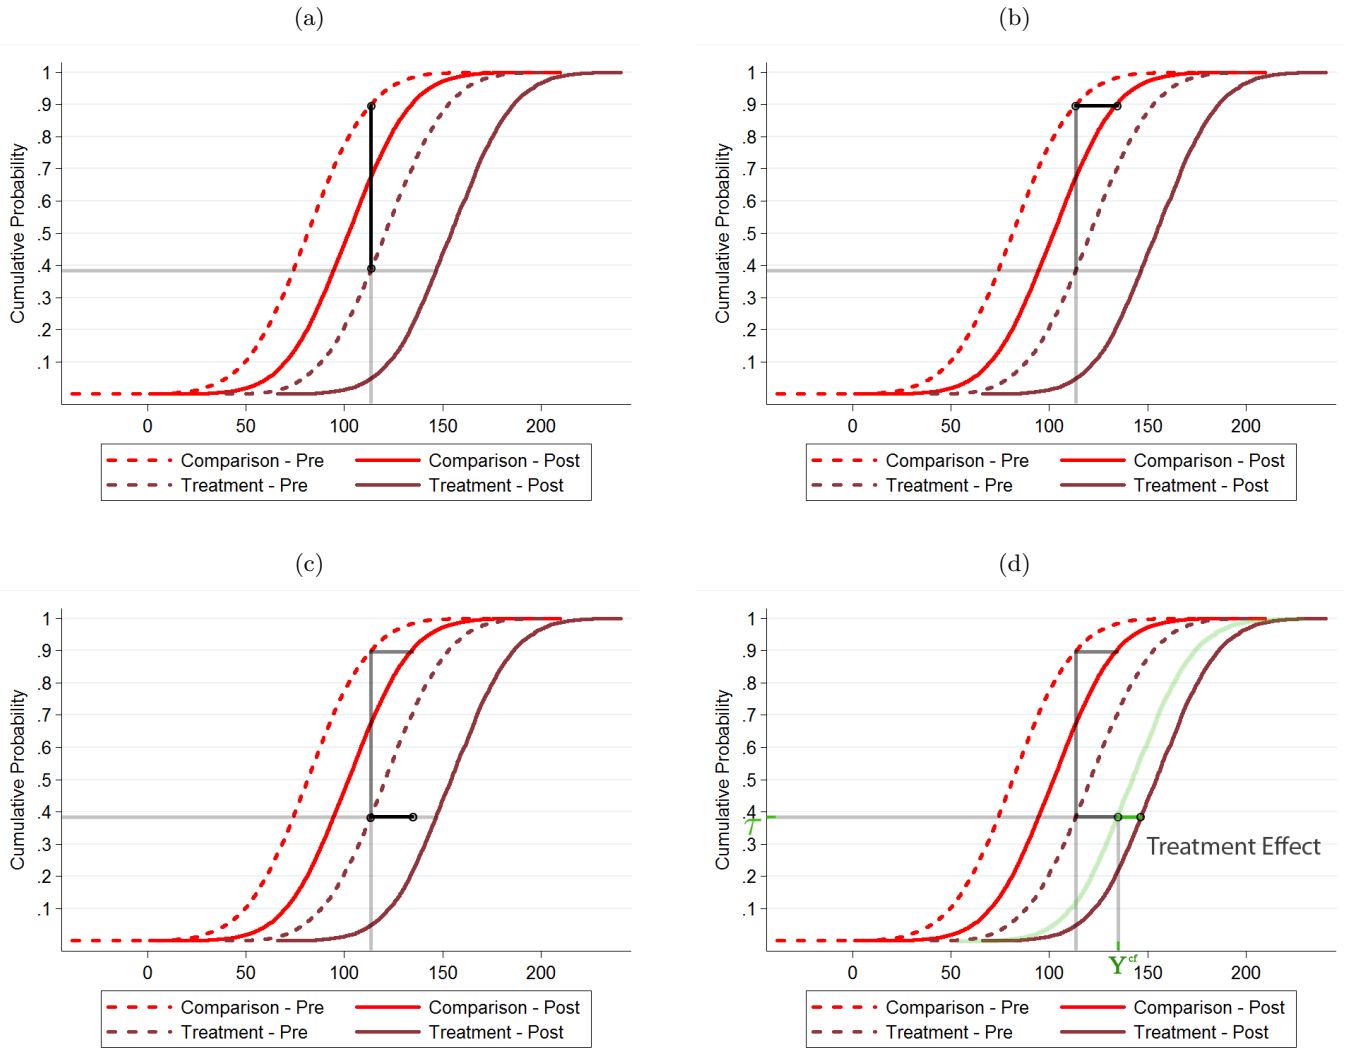 (a)
1
.9
.8
.7
.6
.5
.4
.3
.2
.1
Cumulative Probability
0 50 100 150 200
Comparison - Pre Comparison - Post
Treatment - Pre Treatment - Post
(b)
1
.9
.8
.7
.6
.5
.4
.3
.2
.1
Cumulative Probability
0 50 100 150 200
Comparison - Pre Comparison - Post
Treatment - Pre Treatment - Post
(c)
1
.9
.8
.7
.6
.5
.4
.3
.2
.1
Cumulative Probability
0 50 100 150 200
Comparison - Pre Comparison - Post
Treatment - Pre Treatment - Post
(d)
1
.9
.8
.7
.6
.5
.4
τ
.3
.2
.1
Cumulative Probability
Treatment Effect
0 50 100 Y^cf 150 200
Comparison - Pre Comparison - Post
Treatment - Pre Treatment - Post